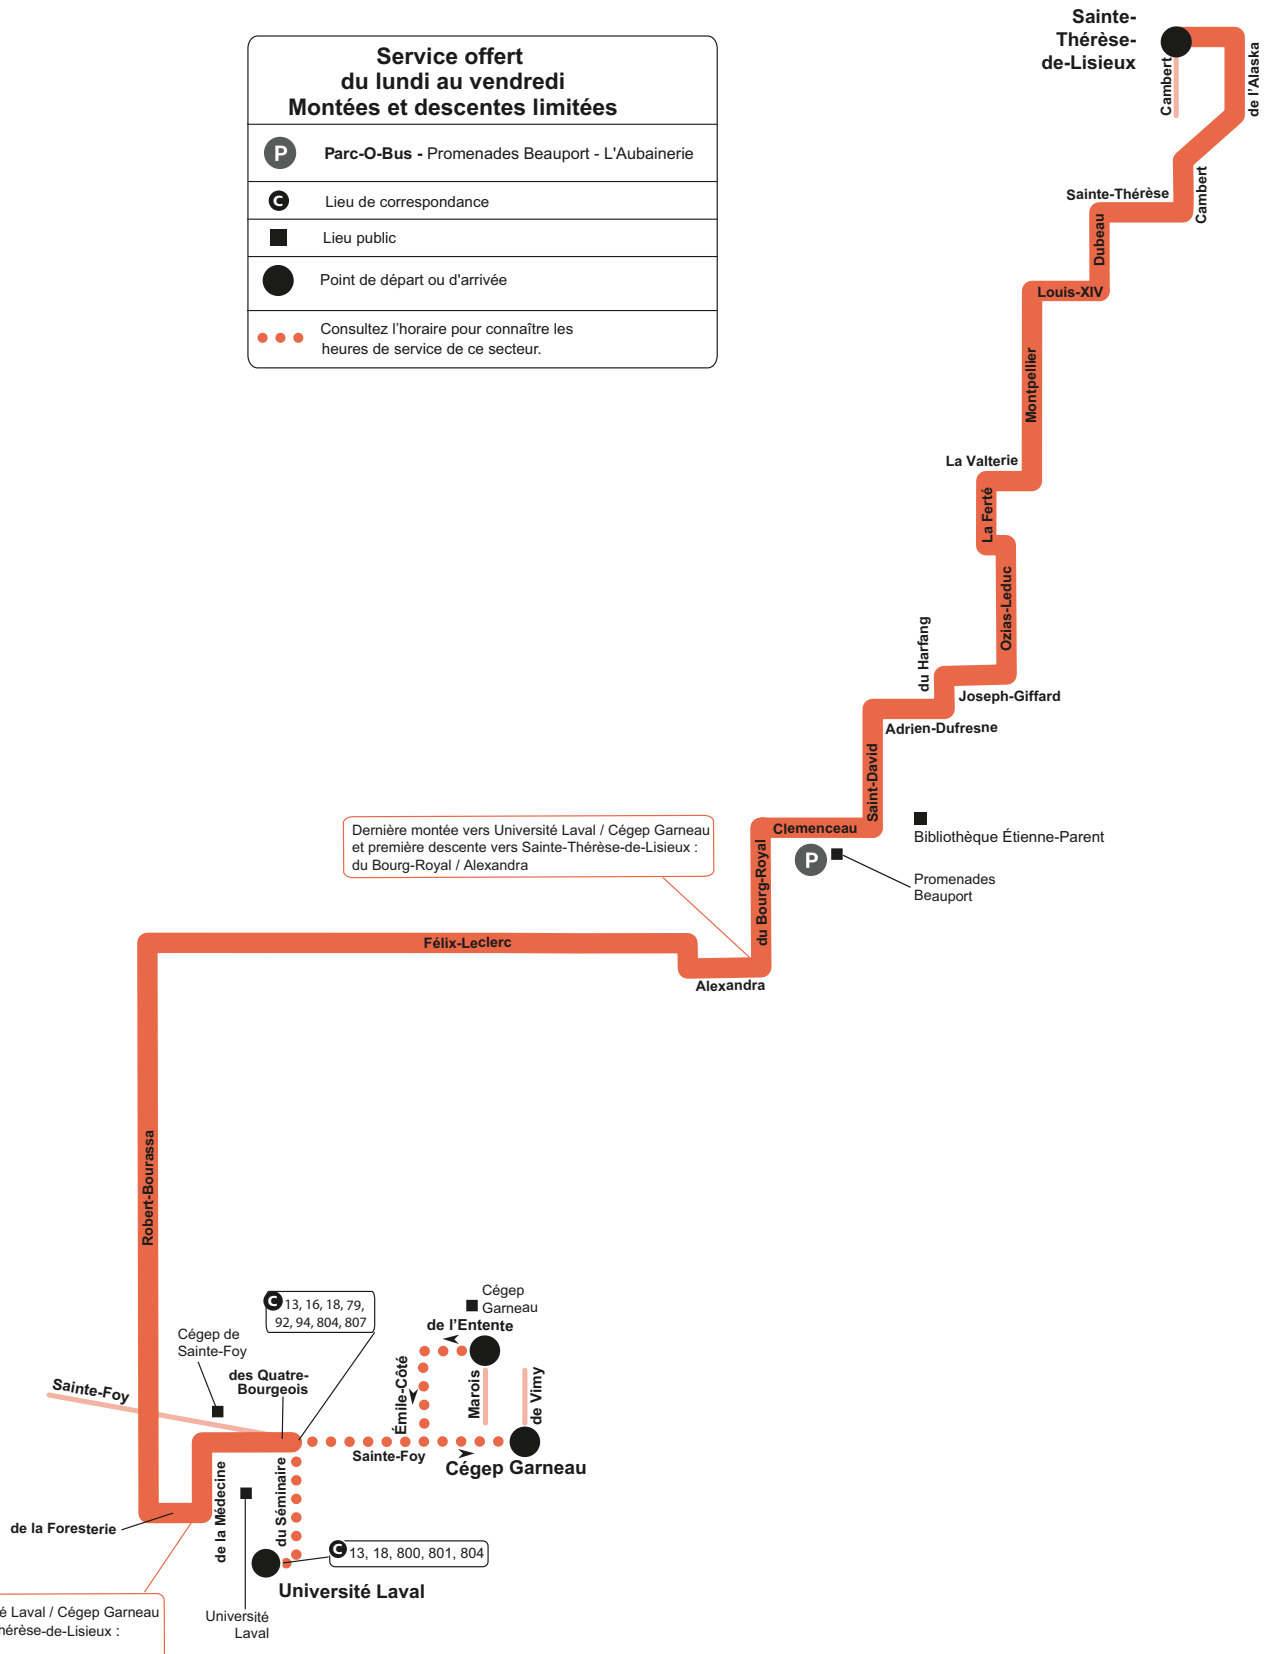 Sainte-
Thérèse-
de-Lisieux
Cambert
de l'Alaska
Service offert
du lundi au vendredi
Montées et descentes limitées
P Parc-O-Bus - Promenades Beauport - L'Aubainerie
C Lieu de correspondance
Lieu public
Point de départ ou d'arrivée
Consultez l'horaire pour connaître les
heures de service de ce secteur.
Sainte-Thérèse
Cambert
Dubeau
Louis-XIV
Montpellier
La Valterie
La Ferté
Ozias-Leduc
du Harfang
Joseph-Giffard
Adrien-Dufresne
Saint-David
Clemenceau
Bibliothèque Étienne-Parent
P
Promenades
Beauport
Dernière montée vers Université Laval / Cégep Garneau
et première descente vers Sainte-Thérèse-de-Lisieux :
du Bourg-Royal / Alexandra
du Bourg-Royal
Félix-Leclerc
Alexandra
Robert-Bourassa
C 13, 16, 18, 79,
92, 94, 804, 807
Cégep
Garneau
de l'Entente
Cégep de
Sainte-Foy
des Quatre-
Bourgeois
Sainte-Foy
Émile-Côté
Marois
de Vimy
Sainte-Foy
Cégep Garneau
de la Médecine
du Séminaire
de la Foresterie
C 13, 18, 800, 801, 804
Université Laval
Université
Laval
é Laval / Cégep Garneau
hérèse-de-Lisieux :